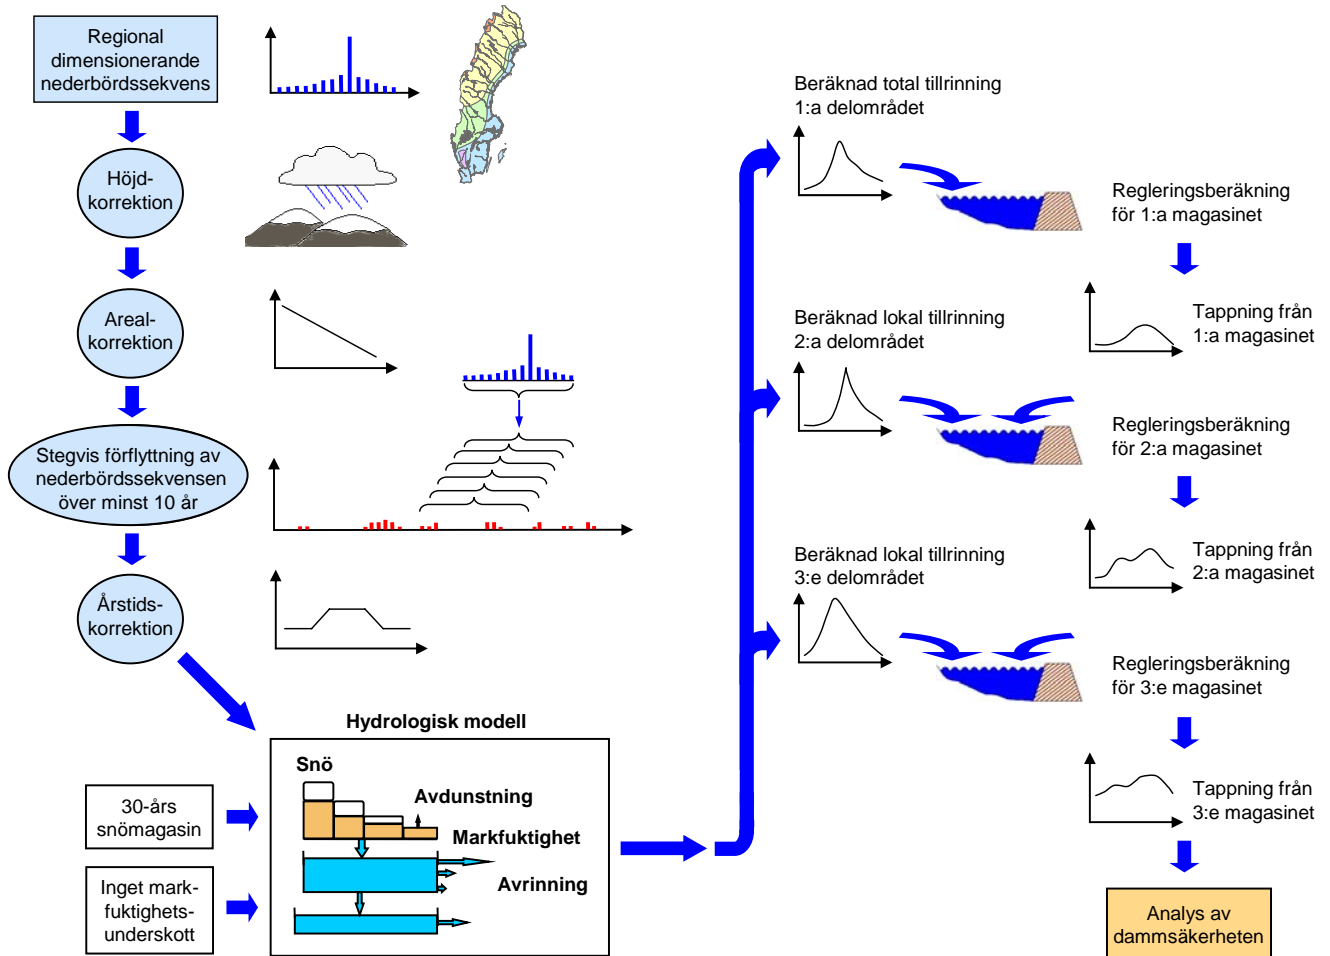 Regional
dimensionerande
nederbördssekvens
Höjd-
korrektion
Areal-
korrektion
Stegvis förflyttning av
nederbördssekvensen
över minst 10 år
Årstids-
korrektion
30-års
snömagasin
Inget mark-
fuktighets-
underskott
Hydrologisk modell
Snö
Avdunstning
Markfuktighet
Avrinning
Beräknad total tillrinning
1:a delområdet
Regleringsberäkning
för 1:a magasinet
Tappning från
1:a magasinet
Beräknad lokal tillrinning
2:a delområdet
Regleringsberäkning
för 2:a magasinet
Tappning från
2:a magasinet
Beräknad lokal tillrinning
3:e delområdet
Regleringsberäkning
för 3:e magasinet
Tappning från
3:e magasinet
Analys av
dammsäkerheten